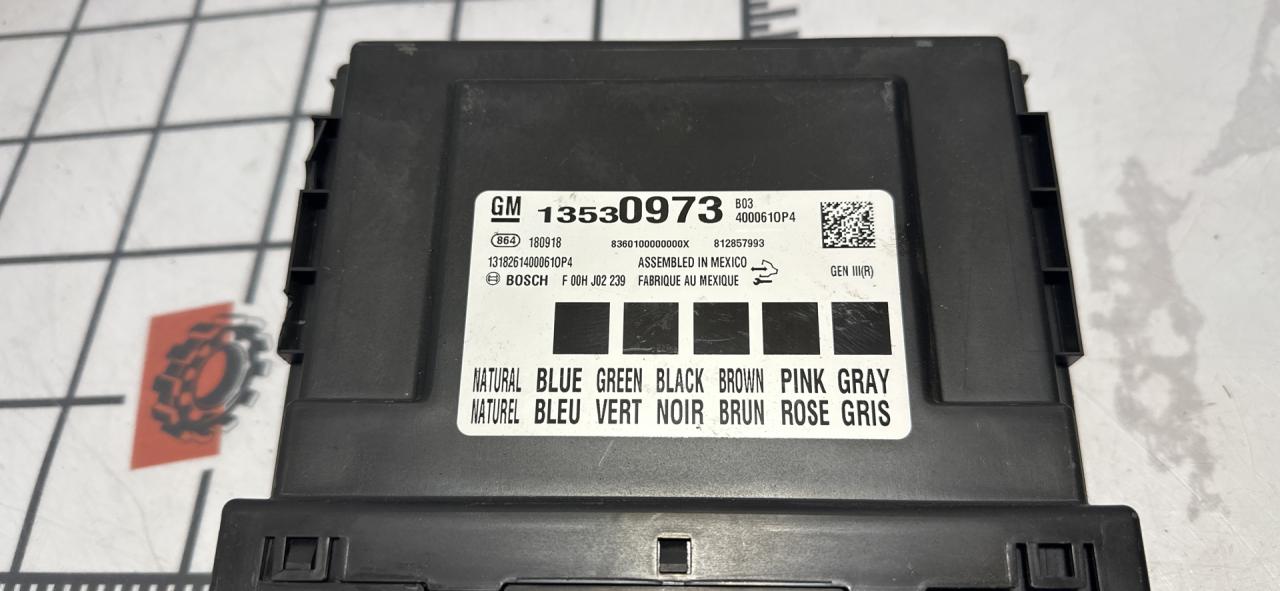 GM 13530973 B03
4000610P4
864 180918 8360100000000X 812857993
13182614000610P4 ASSEMBLED IN MEXICO
BOSCH F 00H J02 239 FABRIQUE AU MEXIQUE GEN III(R)
NATURAL BLUE GREEN BLACK BROWN PINK GRAY
NATUREL BLEU VERT NOIR BRUN ROSE GRIS